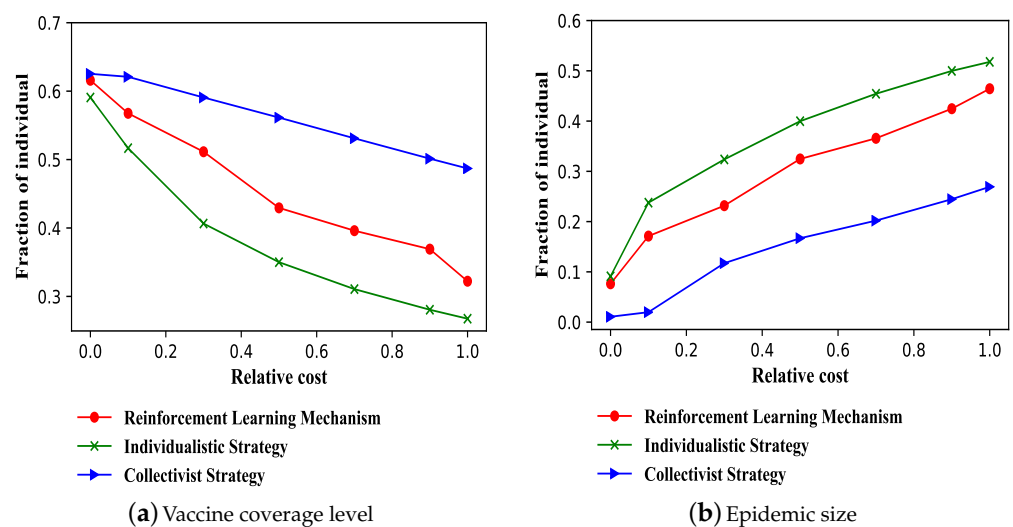 0.7
0.6
0.5
0.4
0.3
Fraction of individual
0.0 0.2 0.4 0.6 0.8 1.0
Relative cost
Reinforcement Learning Mechanism
Individualistic Strategy
Collectivist Strategy
(a) Vaccine coverage level
0.6
0.5
0.4
0.3
0.2
0.1
0.0
Fraction of individual
0.0 0.2 0.4 0.6 0.8 1.0
Relative cost
Reinforcement Learning Mechanism
Individualistic Strategy
Collectivist Strategy
(b) Epidemic size